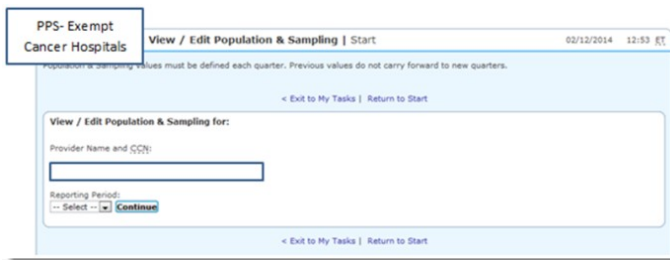 PPS- Exempt
Cancer Hospitals
View / Edit Population & Sampling | Start
02/12/2014 12:53 ET
Population & Sampling values must be defined each quarter. Previous values do not carry forward to new quarters.
< Exit to My Tasks | Return to Start
View / Edit Population & Sampling for:
Provider Name and CCN:
Reporting Period:
-- Select -- Continue
< Exit to My Tasks | Return to Start